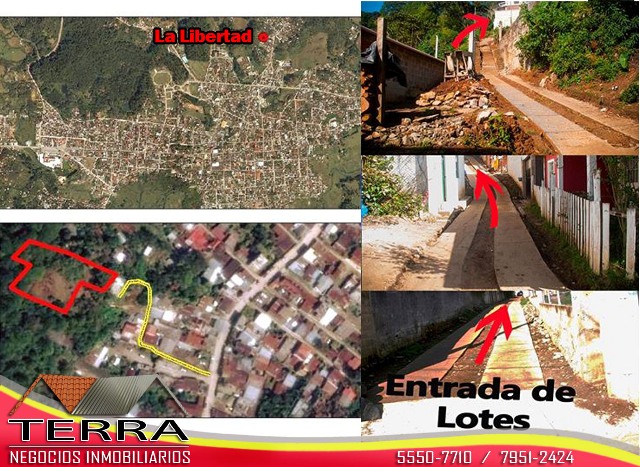 La Libertad
Entrada de
Lotes
TERRA
NEGOCIOS INMOBILIARIOS
5550-7710 / 7951-2424